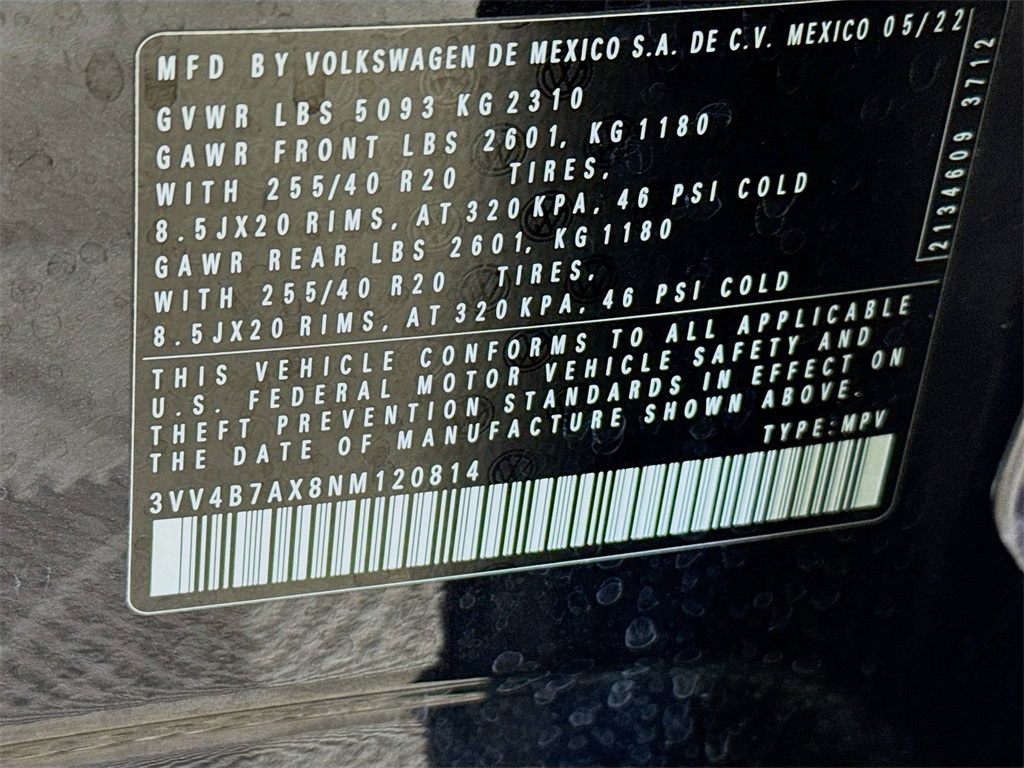 MFD BY VOLKSWAGEN DE MEXICO S.A. DE C.V. MEXICO 05/22
GVWR LBS 5093 KG 2310
GAWR FRONT LBS 2601, KG 1180
WITH 255/40 R20 TIRES,
8.5JX20 RIMS, AT 320 KPA, 46 PSI COLD
GAWR REAR LBS 2601, KG 1180
WITH 255/40 R20 TIRES,
8.5JX20 RIMS, AT 320 KPA, 46 PSI COLD
2134609 3712
THIS VEHICLE CONFORMS TO ALL APPLICABLE
U.S. FEDERAL MOTOR VEHICLE SAFETY AND
THEFT PREVENTION STANDARDS IN EFFECT ON
THE DATE OF MANUFACTURE SHOWN ABOVE.
TYPE:MPV
3VV4B7AX8NM120814